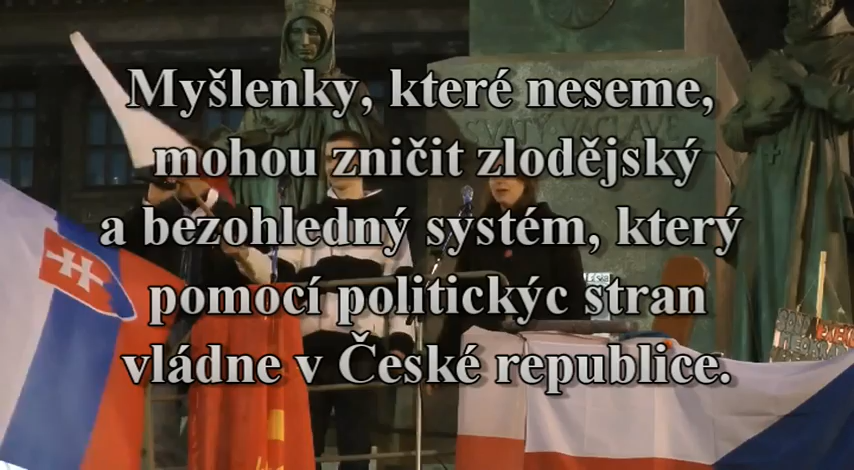 Myšlenky, které neseme,
mohou zničit zlodějský
a bezohledný systém, který
pomocí politickýc stran
vládne v České republice.